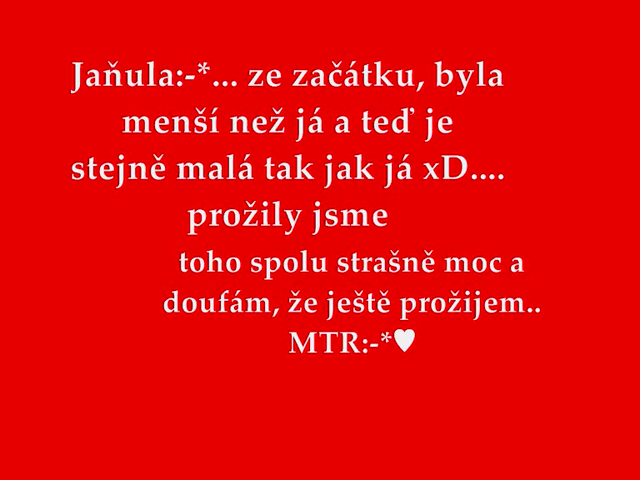 Jaňula:-*... ze začátku, byla
menší než já a teď je
stejně malá tak jak já xD....
prožily jsme
toho spolu strašně moc a
doufám, že ještě prožijem..
MTR:-*♥